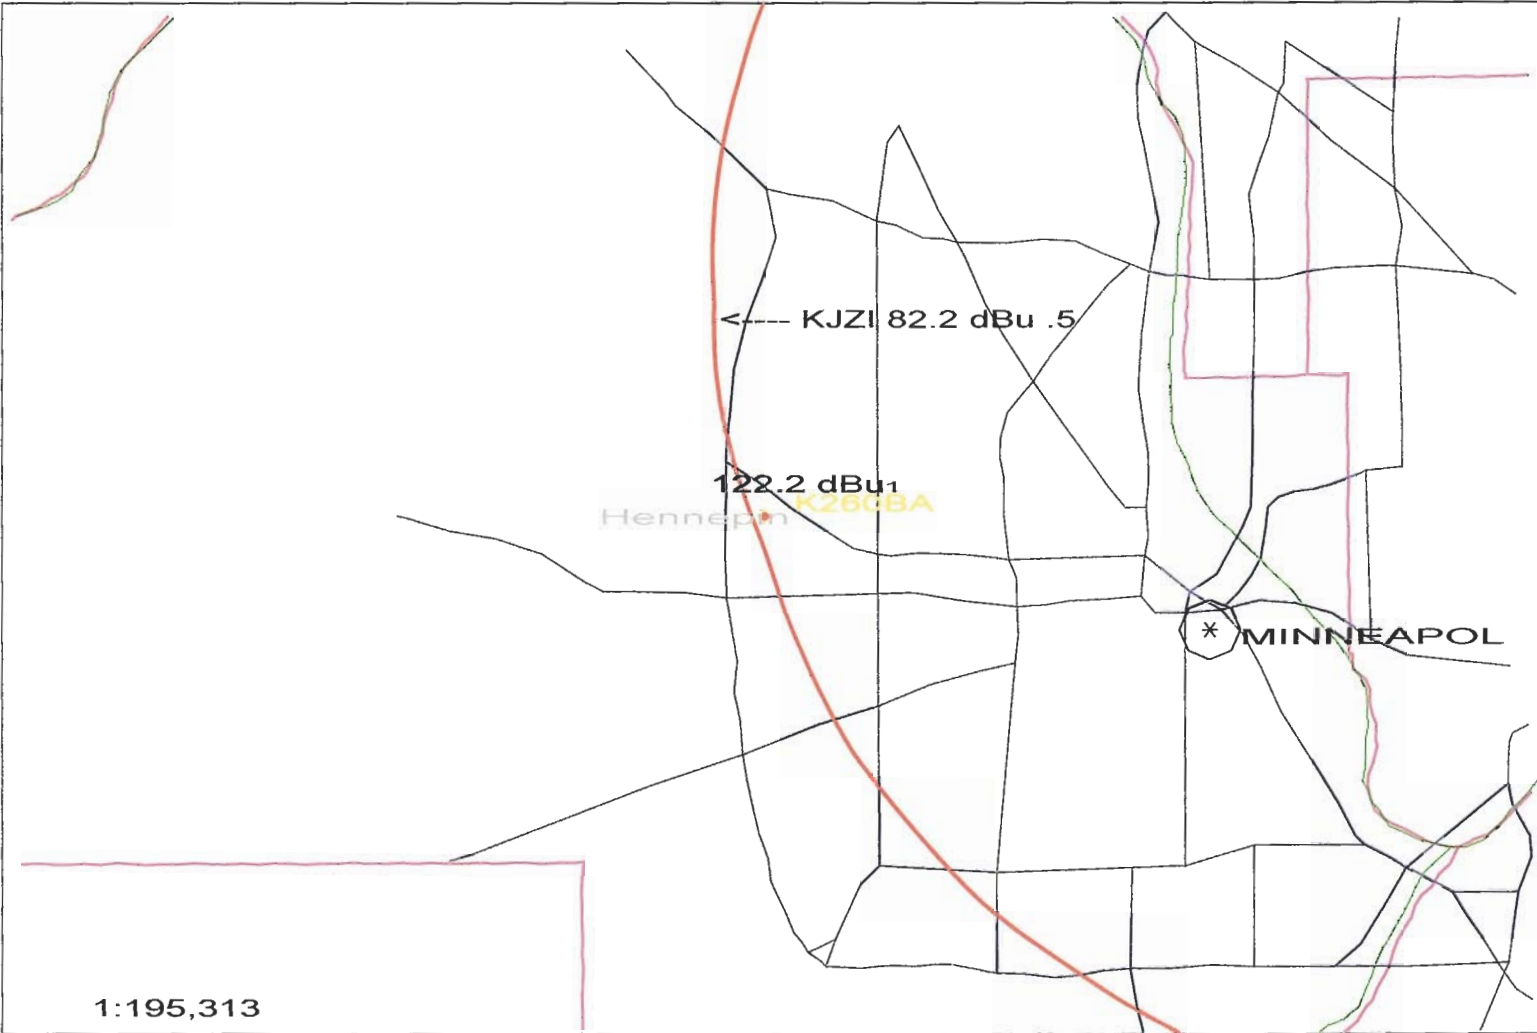 <---- KJZI 82.2 dBu .5
122.2 dBu1
K260BA
Hennepin
* MINNEAPOL
1:195,313